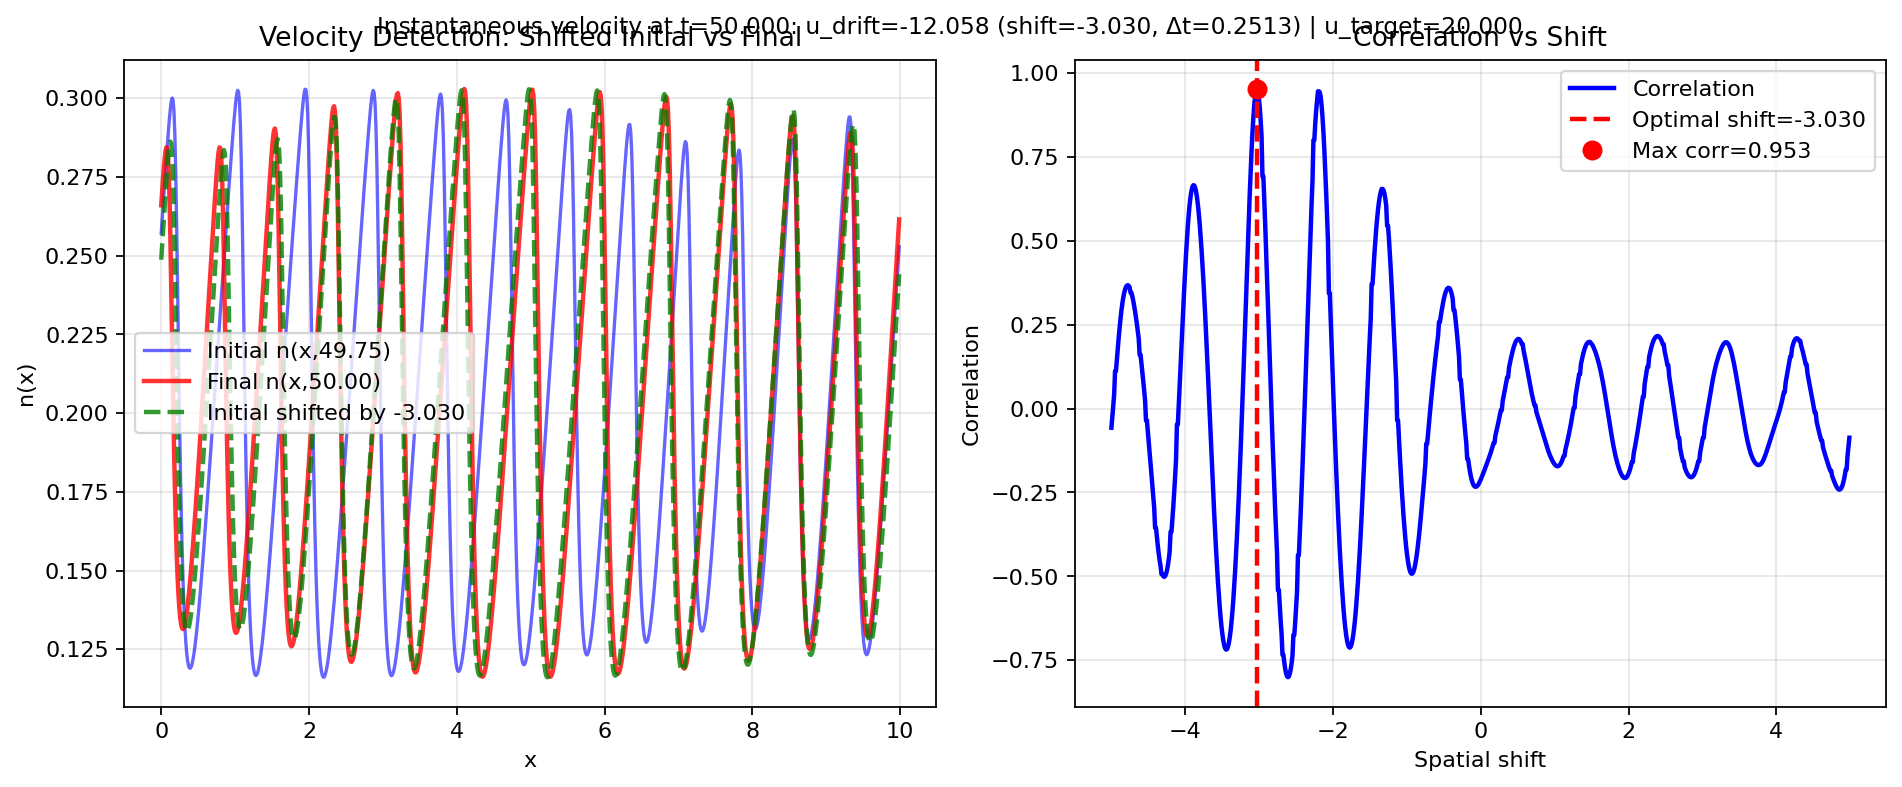 Instantaneous velocity at t=50.000: u_drift=-12.058 (shift=-3.030, Δt=0.2513) | u_target=20.000
Velocity Detection: Shifted Initial vs Final
n(x)
0.300
0.275
0.250
0.225
0.200
0.175
0.150
0.125
Initial n(x,49.75)
Final n(x,50.00)
Initial shifted by -3.030
0 2 4 6 8 10
x
Correlation vs Shift
Correlation
1.00
0.75
0.50
0.25
0.00
−0.25
−0.50
−0.75
Correlation
Optimal shift=-3.030
Max corr=0.953
−4 −2 0 2 4
Spatial shift